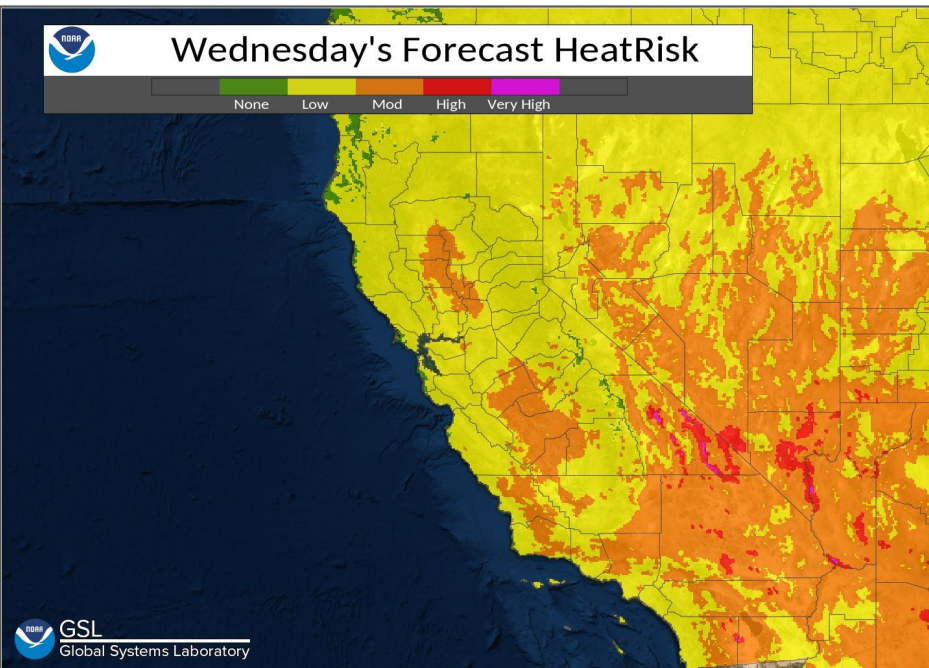 NOAA
Wednesday's Forecast HeatRisk
None Low Mod High Very High
NOAA
GSL
Global Systems Laboratory